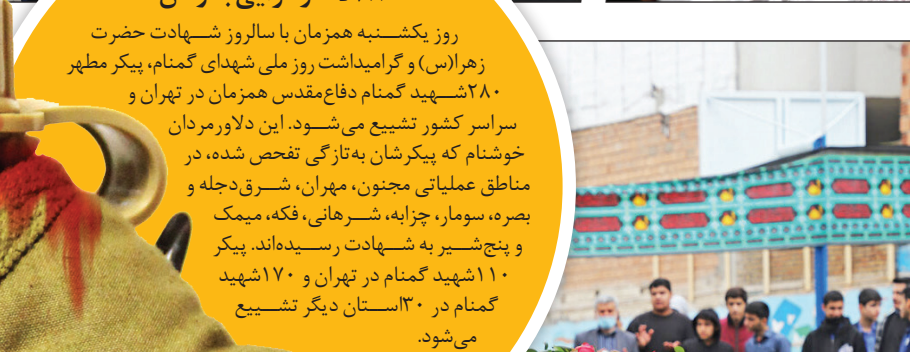 روز یکشنبه همزمان با سالروز شهادت حضرت
زهرا(س) و گرامیداشت روز ملی شهدای گمنام، پیکر مطهر
۲۸۰شهید گمنام دفاع‌مقدس همزمان در تهران و
سراسر کشور تشییع می‌شود. این دلاورمردان
خوشنام که پیکرشان به‌تازگی تفحص شده، در
مناطق عملیاتی مجنون، مهران، شرق‌دجله و
بصره، سومار، چزابه، شرهانی، فکه، میمک
و پنج‌شیر به شهادت رسیده‌اند. پیکر
۱۱۰شهید گمنام در تهران و ۱۷۰شهید
گمنام در ۳۰استان دیگر تشییع
می‌شود.